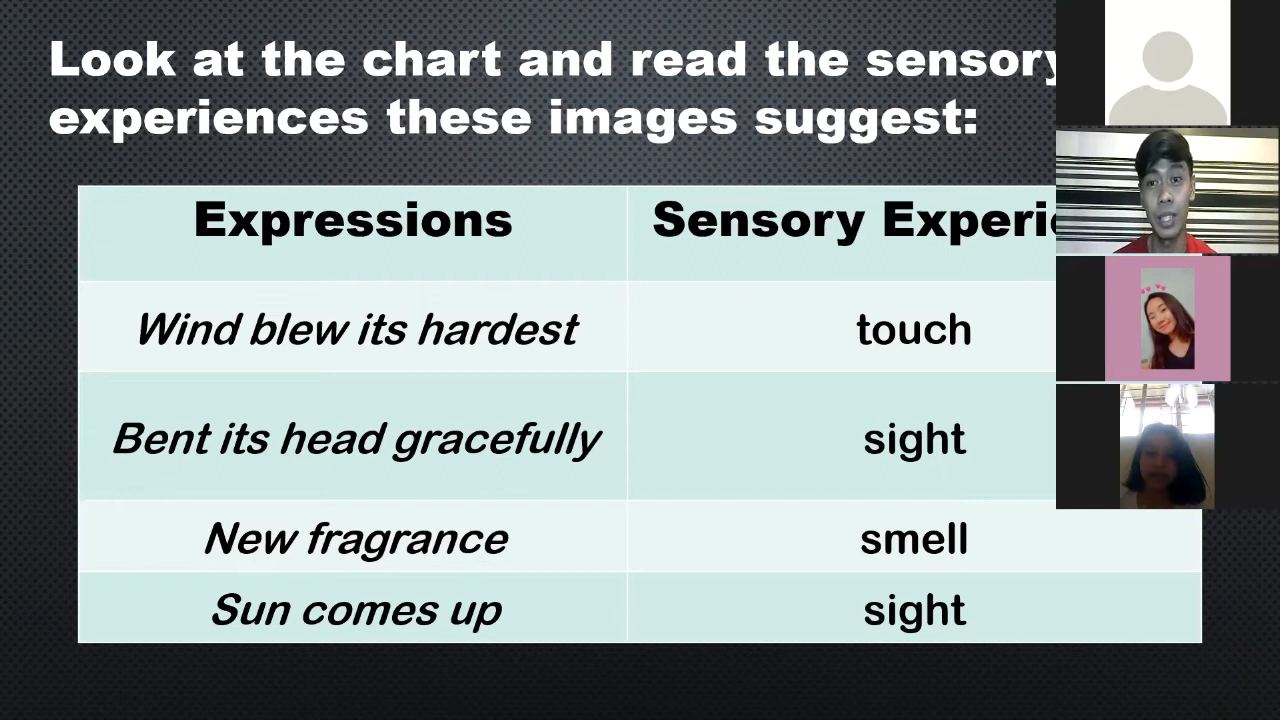 Look at the chart and read the sensory
experiences these images suggest:
Expressions
Sensory
Wind blew its hardest
touch
Bent its head gracefully
sight
New fragrance
smell
Sun comes up
sight